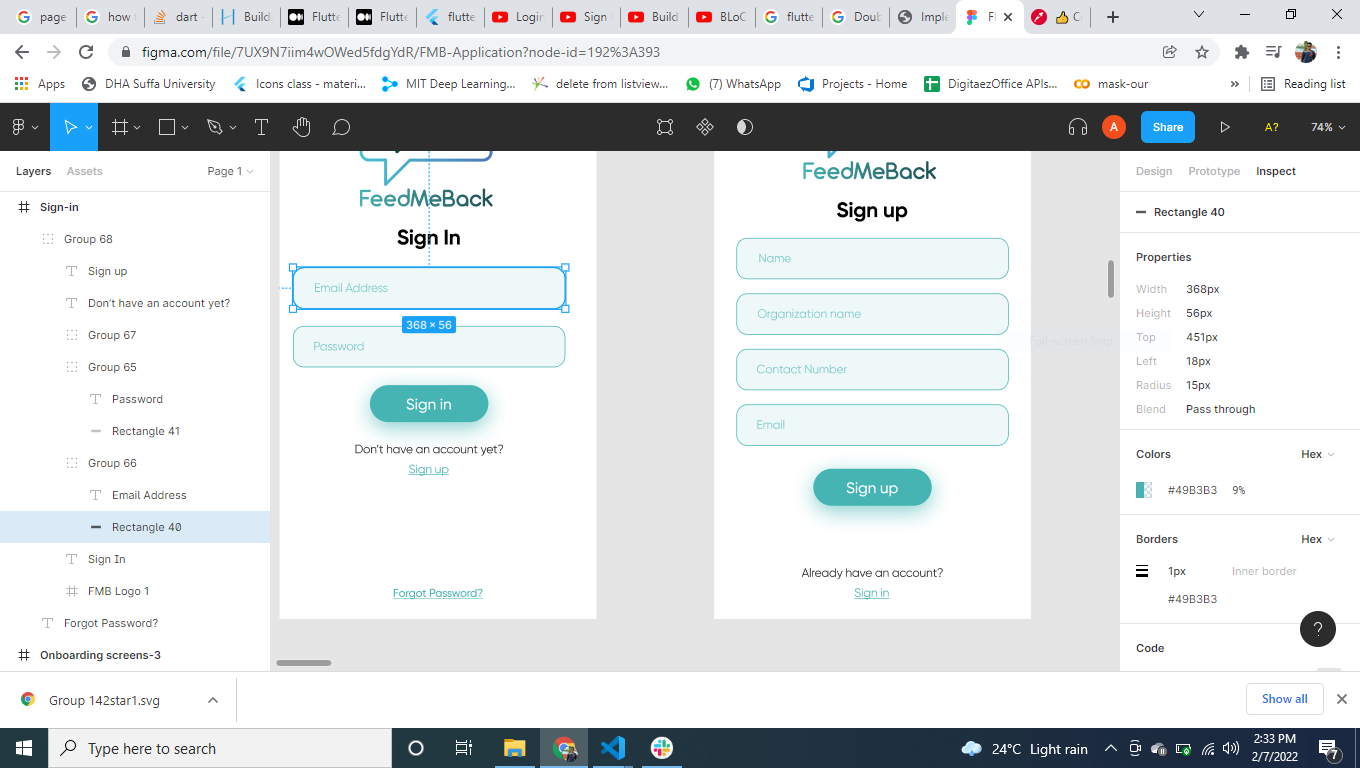 page
how t
dart -
Build
Flutte
Flutte
flutte
Login
Sign
Build
BLoC
flutte
Doub
Imple
FI
figma.com/file/7UX9N7iim4wOWed5fdgYdR/FMB-Application?node-id=192%3A393
Apps
DHA Suffa University
Icons class - materi...
MIT Deep Learning...
delete from listview...
(7) WhatsApp
Projects - Home
DigitaezOffice APIs...
mask-our
»
Reading list
A
Share
A?
74%
Layers
Assets
Page 1
Sign-in
Group 68
Sign up
Don't have an account yet?
Group 67
Group 65
Password
Rectangle 41
Group 66
Email Address
Rectangle 40
Sign In
FMB Logo 1
Forgot Password?
Onboarding screens-3
FeedMeBack
Sign In
Email Address
368 × 56
Password
Sign in
Don't have an account yet?
Sign up
Forgot Password?
FeedMeBack
Sign up
Name
Organization name
Contact Number
Email
Sign up
Already have an account?
Sign in
Full-screen Snip
Design
Prototype
Inspect
Rectangle 40
Properties
Width 368px
Height 56px
Top 451px
Left 18px
Radius 15px
Blend Pass through
Colors
Hex
#49B3B3 9%
Borders
Hex
1px Inner border
#49B3B3
?
Code
Group 142star1.svg
Show all
Type here to search
24°C Light rain
2:33 PM
2/7/2022
7